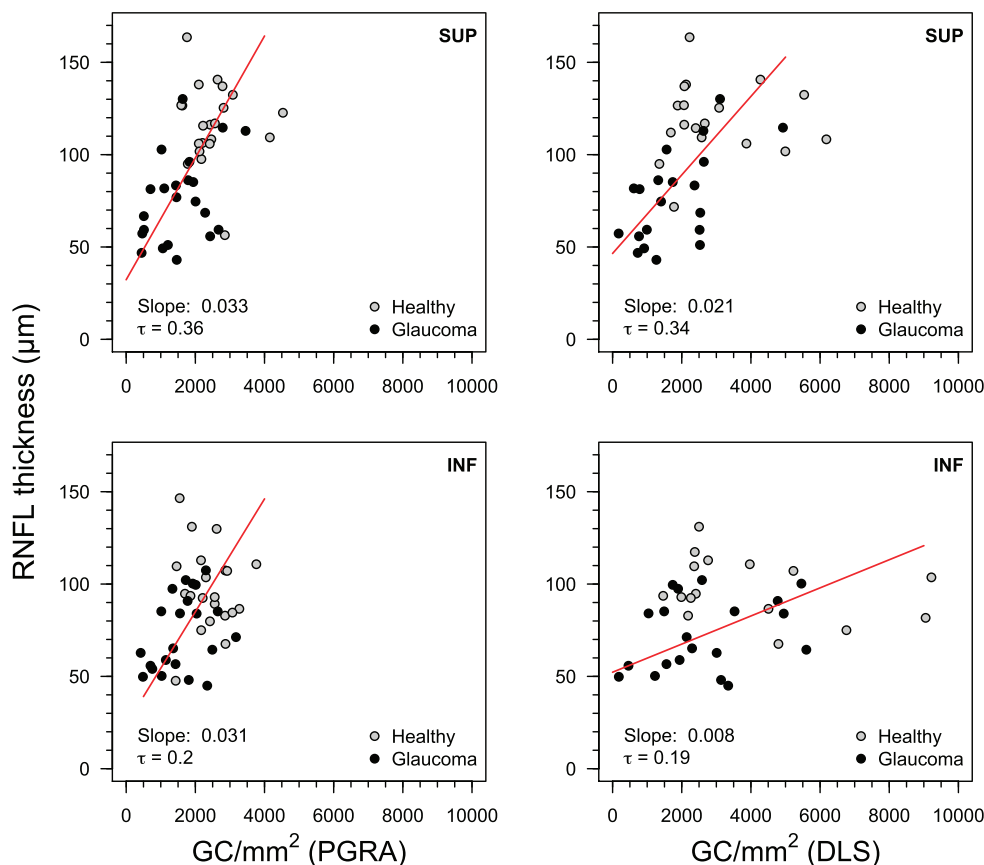 SUP
150
100
50
0
Slope: 0.033
τ = 0.36
Healthy
Glaucoma
0 2000 4000 6000 8000 10000
SUP
150
100
50
0
Slope: 0.021
τ = 0.34
Healthy
Glaucoma
0 2000 4000 6000 8000 10000
RNFL thickness (µm)
INF
150
100
50
0
Slope: 0.031
τ = 0.2
Healthy
Glaucoma
0 2000 4000 6000 8000 10000
GC/mm² (PGRA)
INF
150
100
50
0
Slope: 0.008
τ = 0.19
Healthy
Glaucoma
0 2000 4000 6000 8000 10000
GC/mm² (DLS)